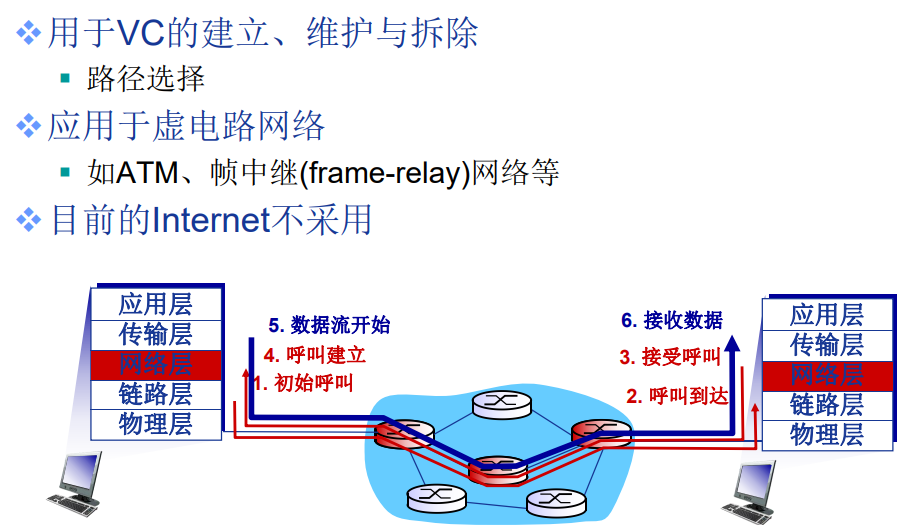 用于VC的建立、维护与拆除
路径选择
应用于虚电路网络
如ATM、帧中继(frame-relay)网络等
目前的Internet不采用
应用层
传输层
网络层
链路层
物理层
5. 数据流开始
4. 呼叫建立
1. 初始呼叫
6. 接收数据
3. 接受呼叫
2. 呼叫到达
应用层
传输层
网络层
链路层
物理层